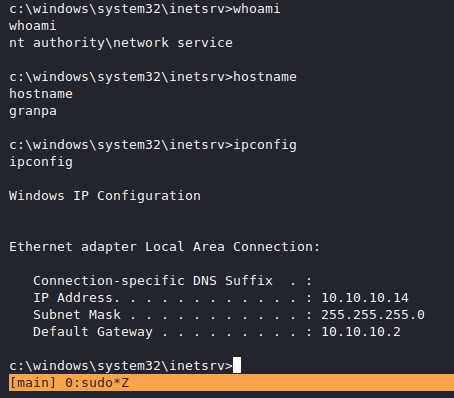 c:\windows\system32\inetsrv>whoami
whoami
nt authority\network service
c:\windows\system32\inetsrv>hostname
hostname
granpa
c:\windows\system32\inetsrv>ipconfig
ipconfig
Windows IP Configuration
Ethernet adapter Local Area Connection:
Connection-specific DNS Suffix  . :
IP Address. . . . . . . . . . . . : 10.10.10.14
Subnet Mask . . . . . . . . . . . : 255.255.255.0
Default Gateway . . . . . . . . . : 10.10.10.2
c:\windows\system32\inetsrv>
[main] 0:sudo*Z